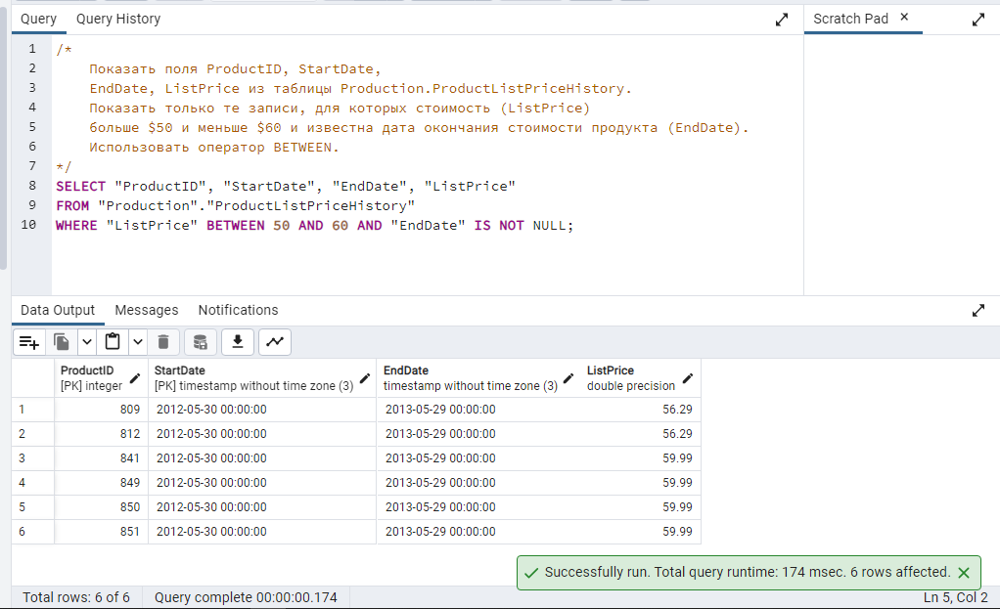 Query Query History
Scratch Pad ×
1 /*
2 Показать поля ProductID, StartDate,
3 EndDate, ListPrice из таблицы Production.ProductListPriceHistory.
4 Показать только те записи, для которых стоимость (ListPrice)
5 больше $50 и меньше $60 и известна дата окончания стоимости продукта (EndDate).
6 Использовать оператор BETWEEN.
7 */
8 SELECT "ProductID", "StartDate", "EndDate", "ListPrice"
9 FROM "Production"."ProductListPriceHistory"
10 WHERE "ListPrice" BETWEEN 50 AND 60 AND "EndDate" IS NOT NULL;
Data Output Messages Notifications
ProductID StartDate EndDate ListPrice
[PK] integer [PK] timestamp without time zone (3) timestamp without time zone (3) double precision
1 809 2012-05-30 00:00:00 2013-05-29 00:00:00 56.29
2 812 2012-05-30 00:00:00 2013-05-29 00:00:00 56.29
3 841 2012-05-30 00:00:00 2013-05-29 00:00:00 59.99
4 849 2012-05-30 00:00:00 2013-05-29 00:00:00 59.99
5 850 2012-05-30 00:00:00 2013-05-29 00:00:00 59.99
6 851 2012-05-30 00:00:00 2013-05-29 00:00:00 59.99
Successfully run. Total query runtime: 174 msec. 6 rows affected.
Total rows: 6 of 6 Query complete 00:00:00.174 Ln 5, Col 2